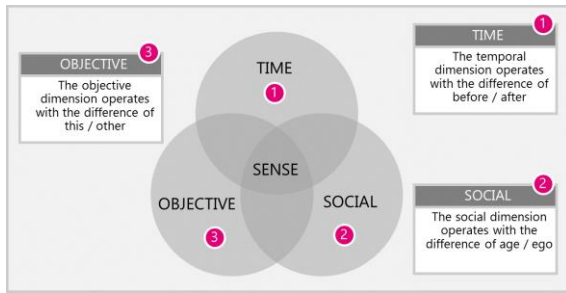 3
OBJECTIVE
The objective
dimension operates
with the difference of
this / other
TIME
1
OBJECTIVE
3
SENSE
SOCIAL
2
1
TIME
The temporal
dimension operates
with the difference of
before / after
2
SOCIAL
The social dimension
operates with the
difference of age / ego